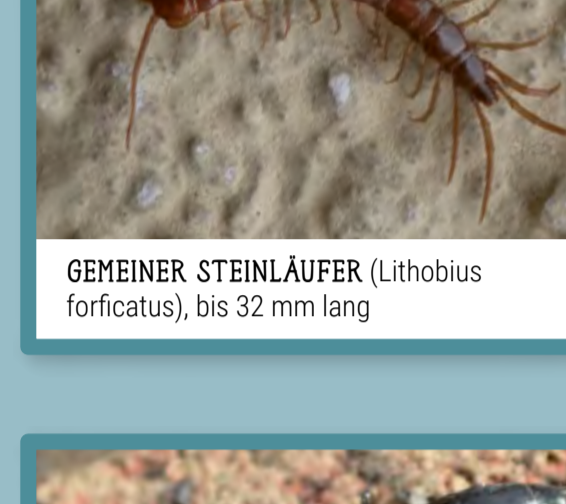 GEMEINER STEINLÄUFER (Lithobius
forficatus), bis 32 mm lang